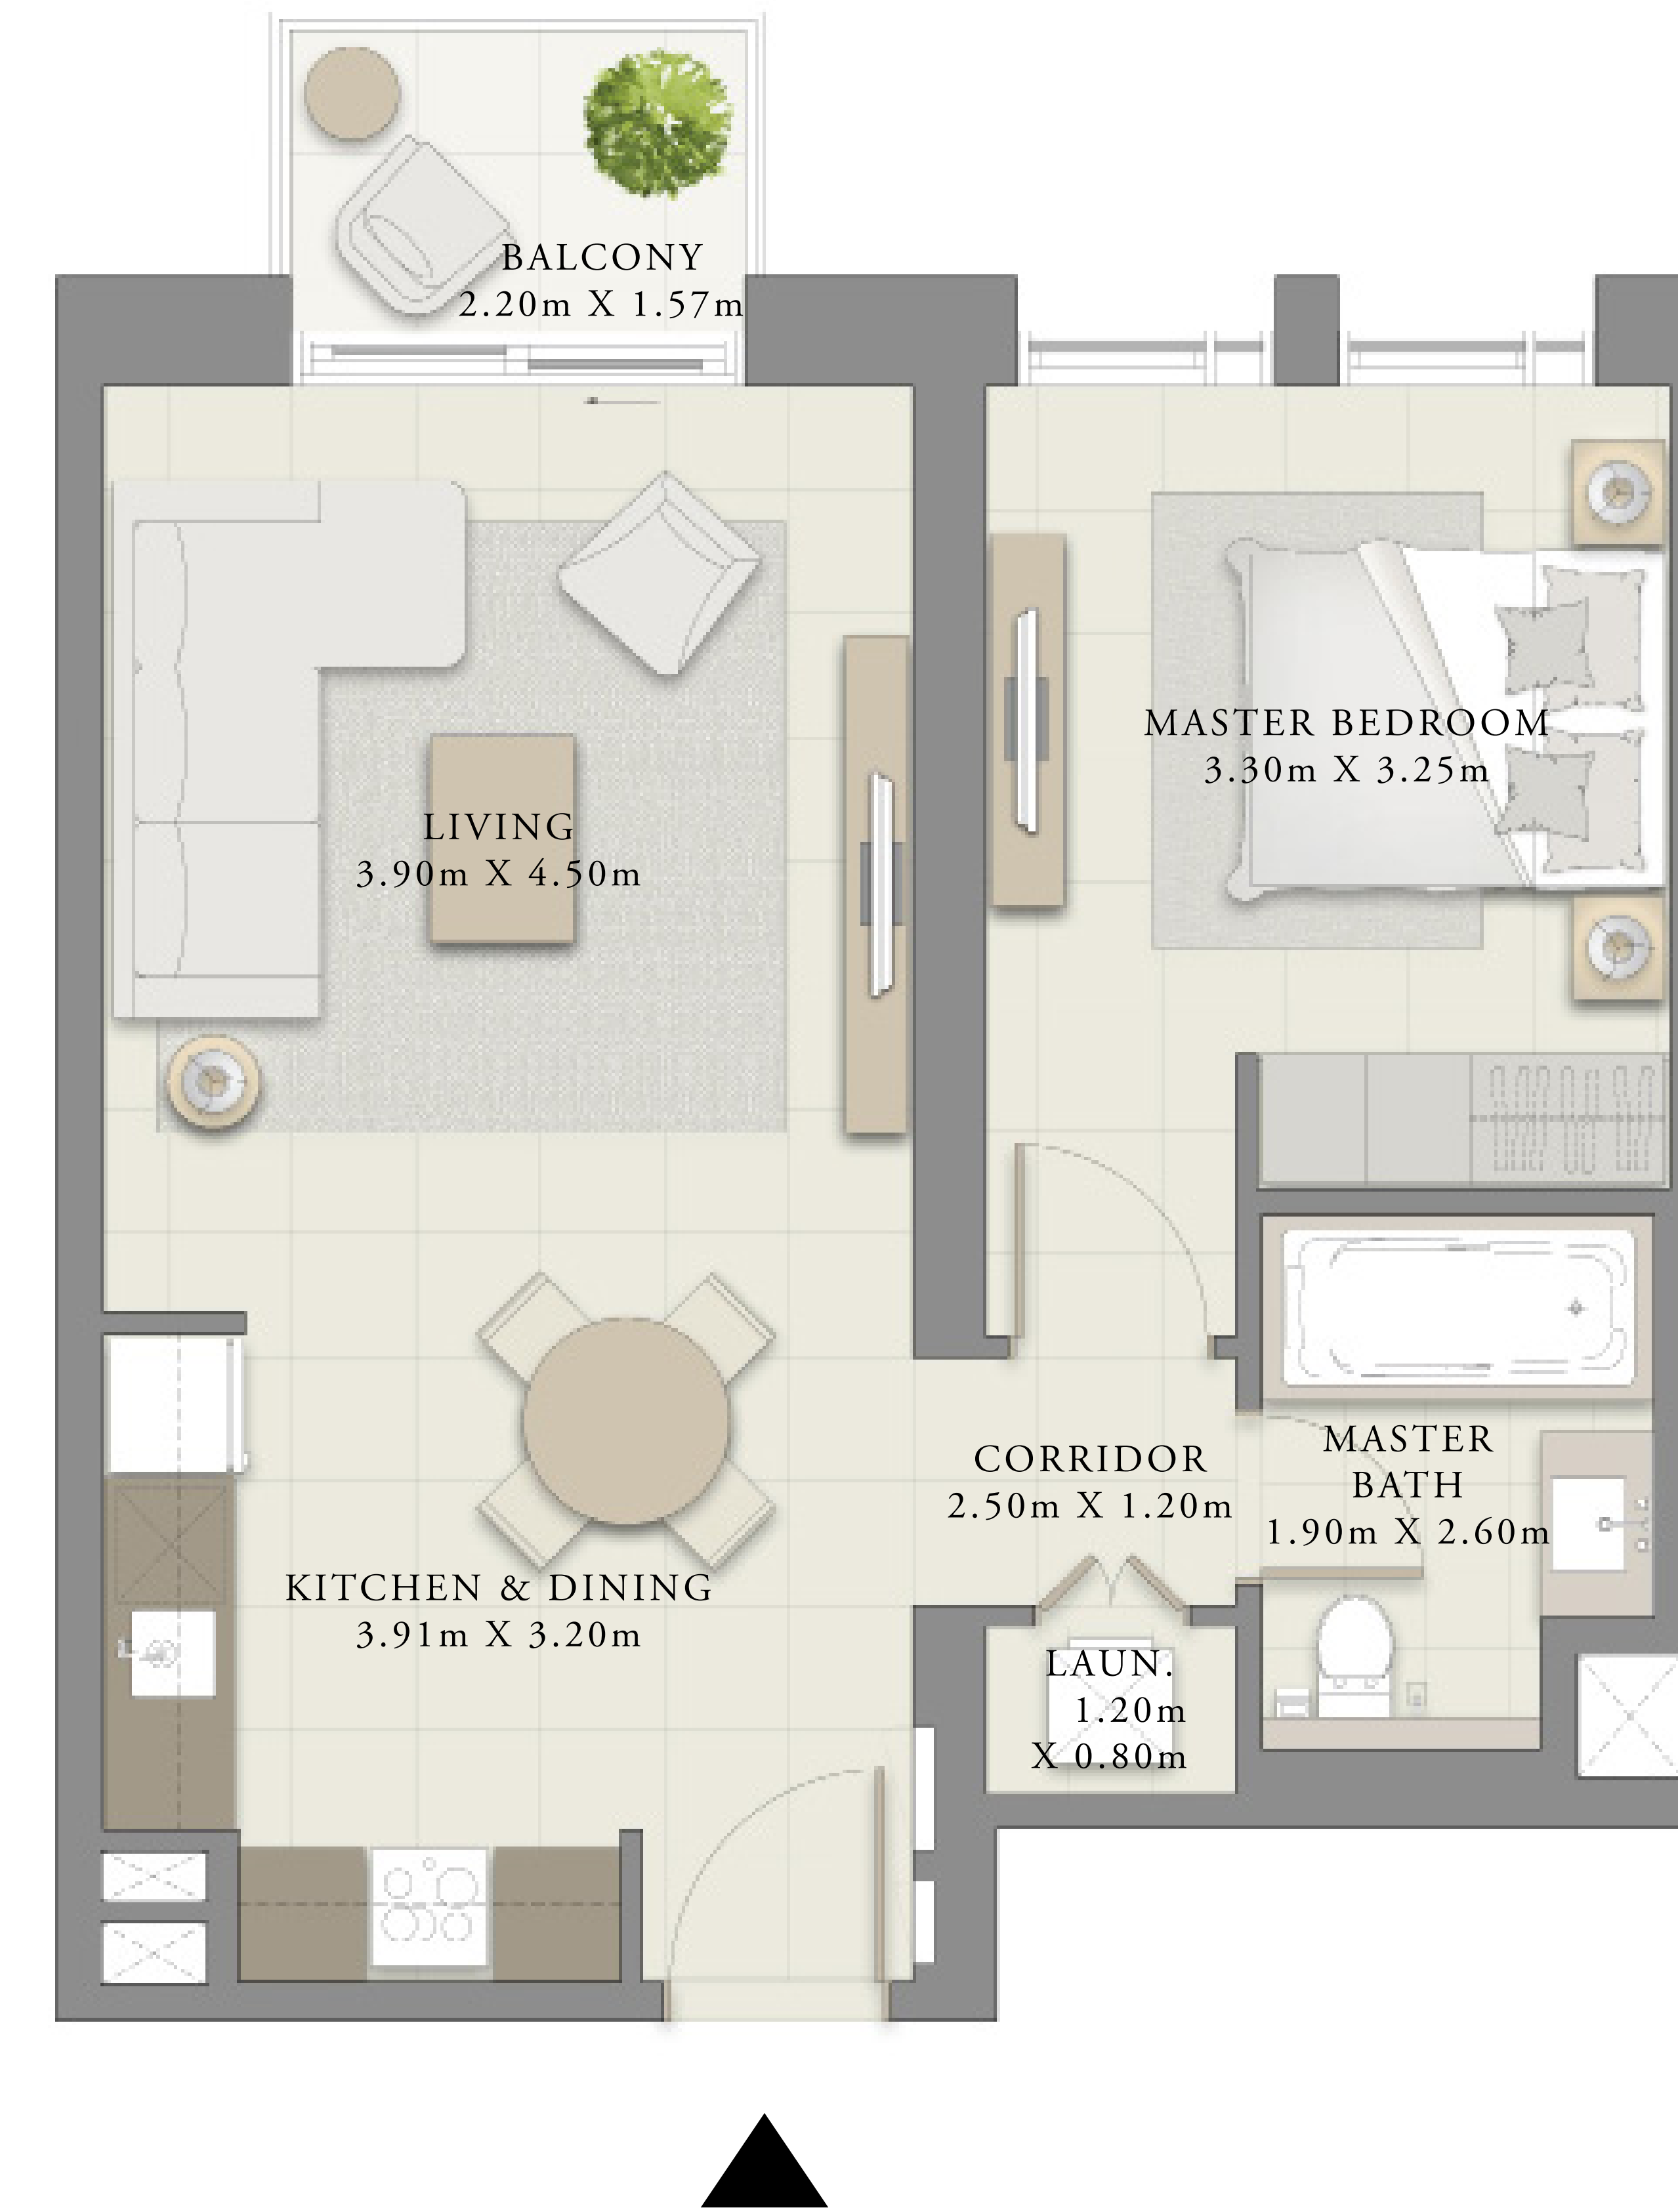 BALCONY
2.20m X 1.57m
MASTER BEDROOM
3.30m X 3.25m
LIVING
3.90m X 4.50m
MASTER
BATH
1.90m X 2.60m
CORRIDOR
2.50m X 1.20m
KITCHEN & DINING
3.91m X 3.20m
LAUN.
1.20m
X 0.80m